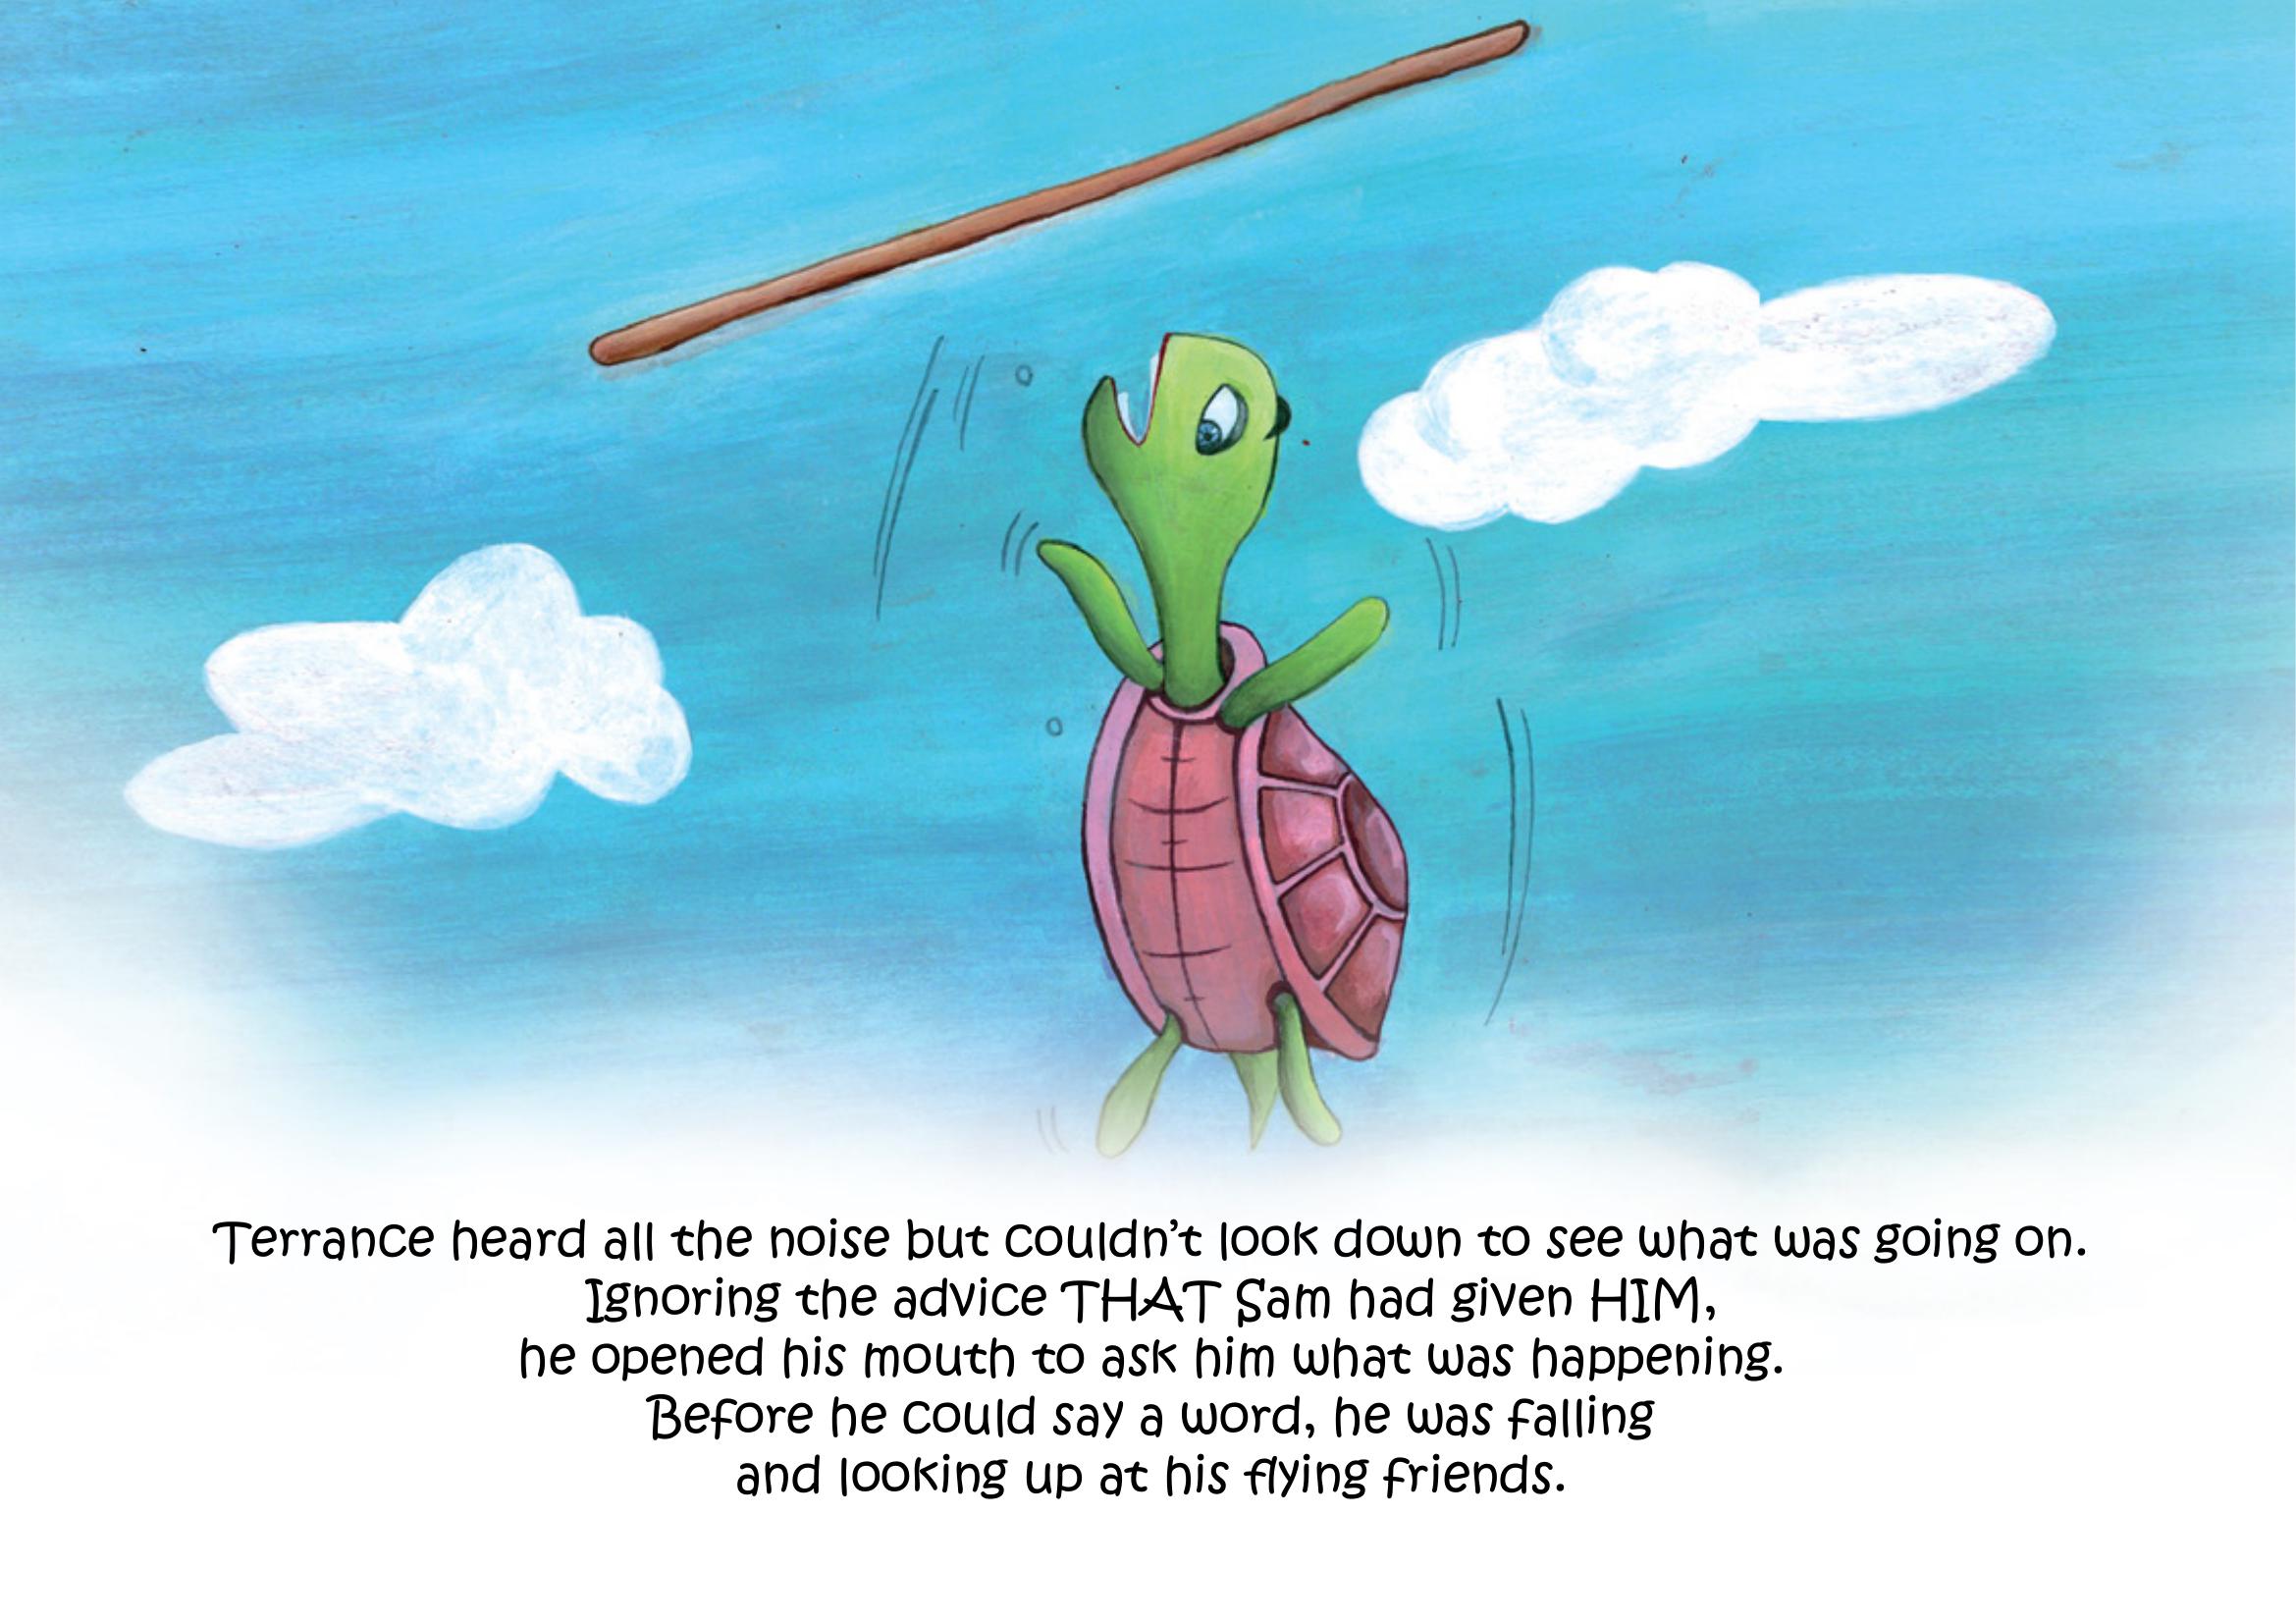 Terrance heard all the noise but couldn’t look down to see what was going on.
Ignoring the advice THAT Sam had given HIM,
he opened his mouth to ask him what was happening.
Before he could say a word, he was falling
and looking up at his flying friends.